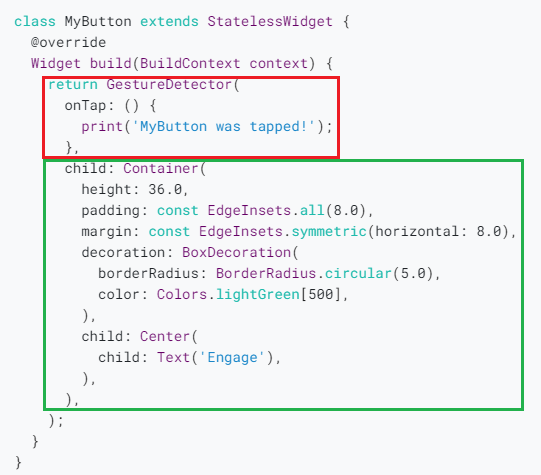 class MyButton extends StatelessWidget {
  @override
  Widget build(BuildContext context) {
    return GestureDetector(
      onTap: () {
        print('MyButton was tapped!');
      },
      child: Container(
        height: 36.0,
        padding: const EdgeInsets.all(8.0),
        margin: const EdgeInsets.symmetric(horizontal: 8.0),
        decoration: BoxDecoration(
          borderRadius: BorderRadius.circular(5.0),
          color: Colors.lightGreen[500],
        ),
        child: Center(
          child: Text('Engage'),
        ),
      ),
    );
  }
}